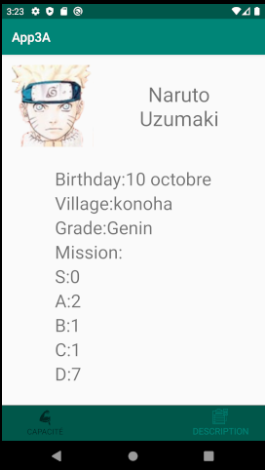 3:23
App3A
Naruto
Uzumaki
Birthday:10 octobre
Village:konoha
Grade:Genin
Mission:
S:0
A:2
B:1
C:1
D:7
CAPACITE
DESCRIPTION